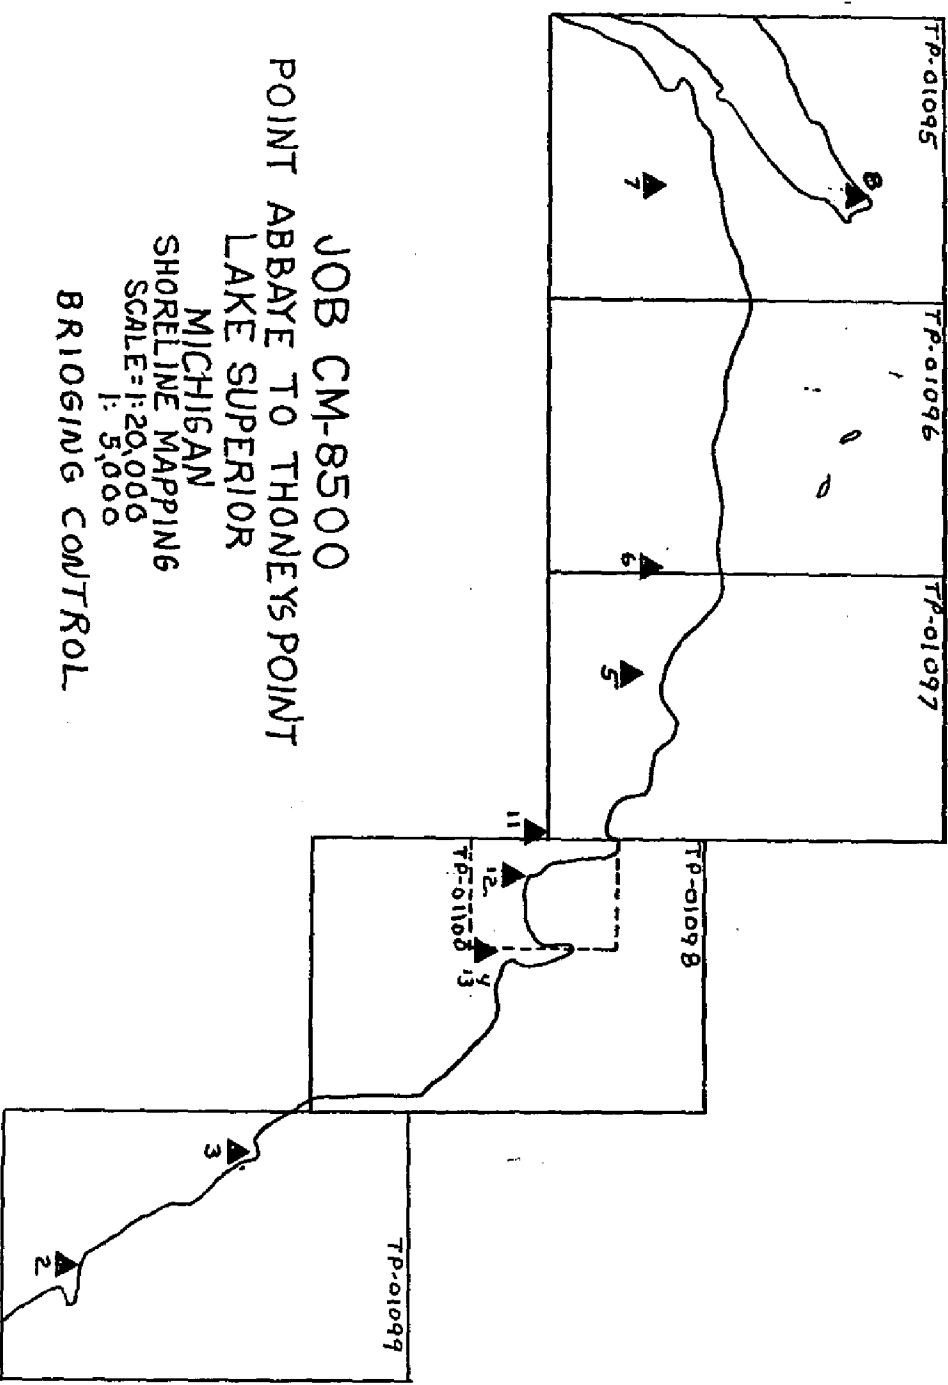 TP-01095
TP-01096
TP-01097
8
7
6
5
11
TP-01098
12
TP-01100
4
13
TP-01099
3
2
JOB CM-8500
POINT ABBAYE TO THONEYS POINT
LAKE SUPERIOR
MICHIGAN
SHORELINE MAPPING
SCALE=1:20,000
1: 5,000
BRIDGING CONTROL